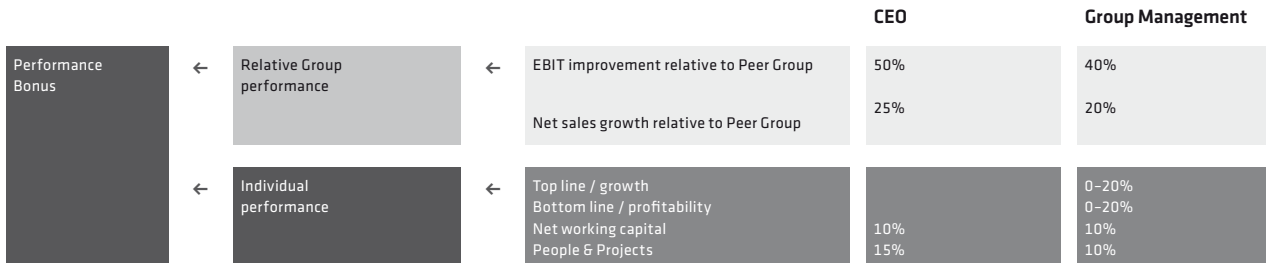 CEO
Group Management
Performance
Bonus
←
Relative Group
performance
←
EBIT improvement relative to Peer Group
50%
40%
25%
20%
Net sales growth relative to Peer Group
←
Individual
performance
←
Top line / growth
0–20%
Bottom line / profitability
0–20%
Net working capital
10%
10%
People & Projects
15%
10%